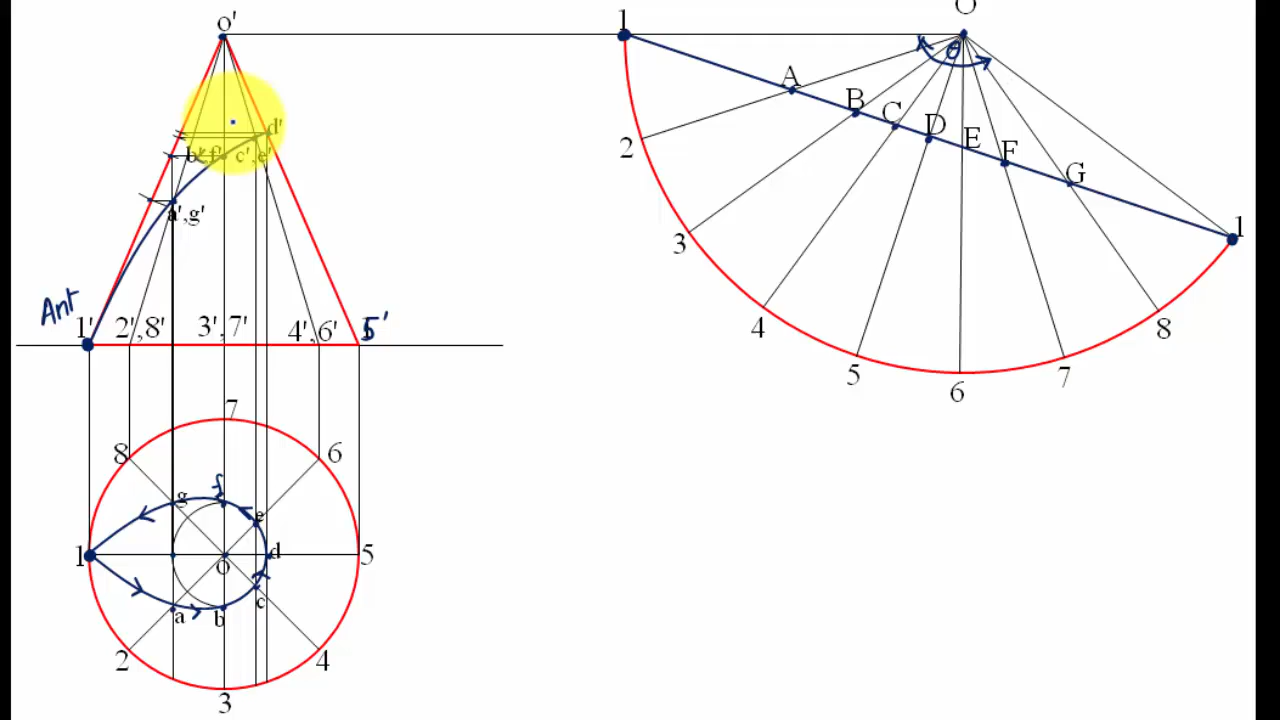 o'
1
O
θ
d'
b',f'
c',e'
A
B
C
D
E
F
G
2
a',g'
3
1
Ant
1'
2',8'
3',7'
4',6'
5'
4
8
5
6
7
7
8
6
g
f
e
1
o
d
5
a
b
c
2
4
3